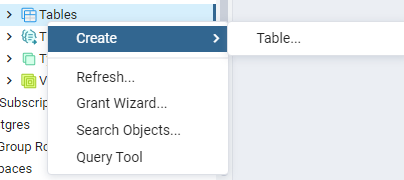 Tables
Create
Table...
T
T
Refresh...
V
Grant Wizard...
Subscrip
Search Objects...
tgres
Group Ro
Query Tool
paces